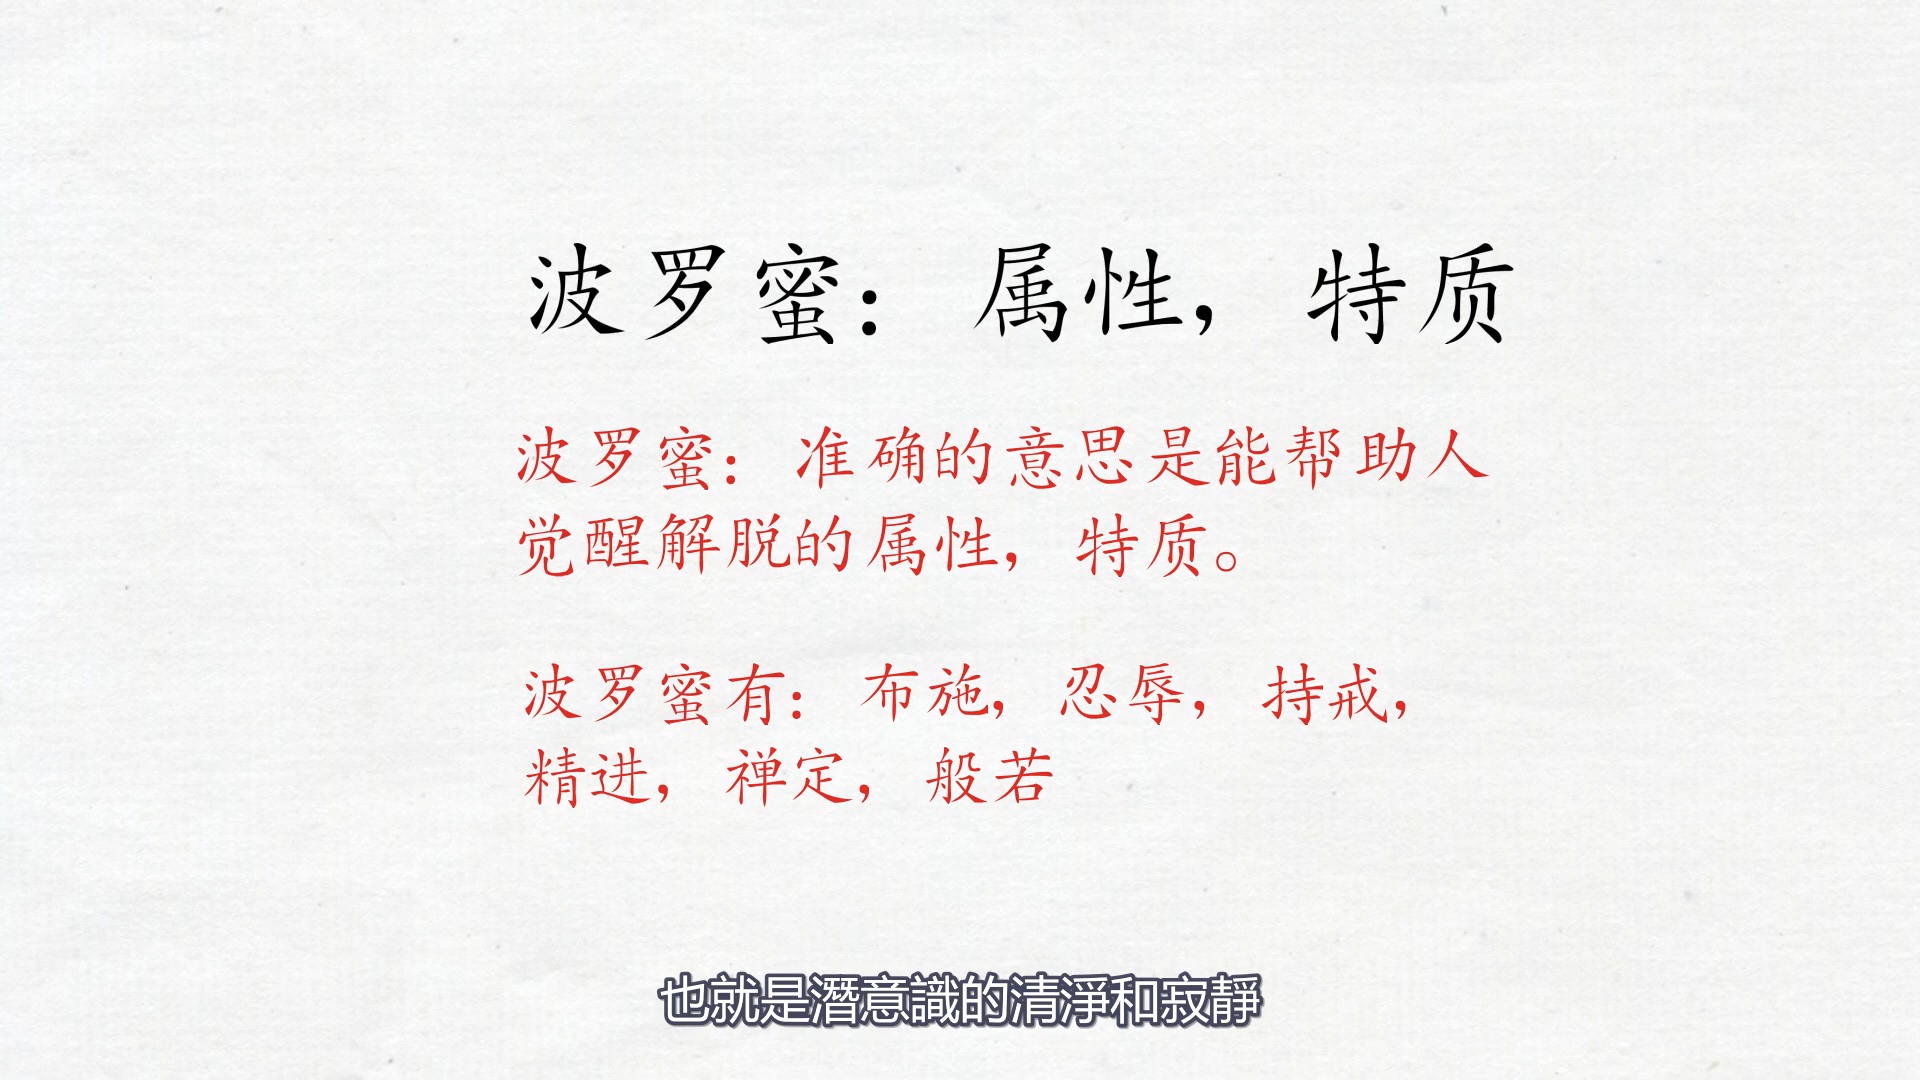 波罗蜜：属性，特质
波罗蜜：准确的意思是能帮助人
觉醒解脱的属性，特质。
波罗蜜有：布施，忍辱，持戒，
精进，禅定，般若
也就是潛意識的清淨和寂靜